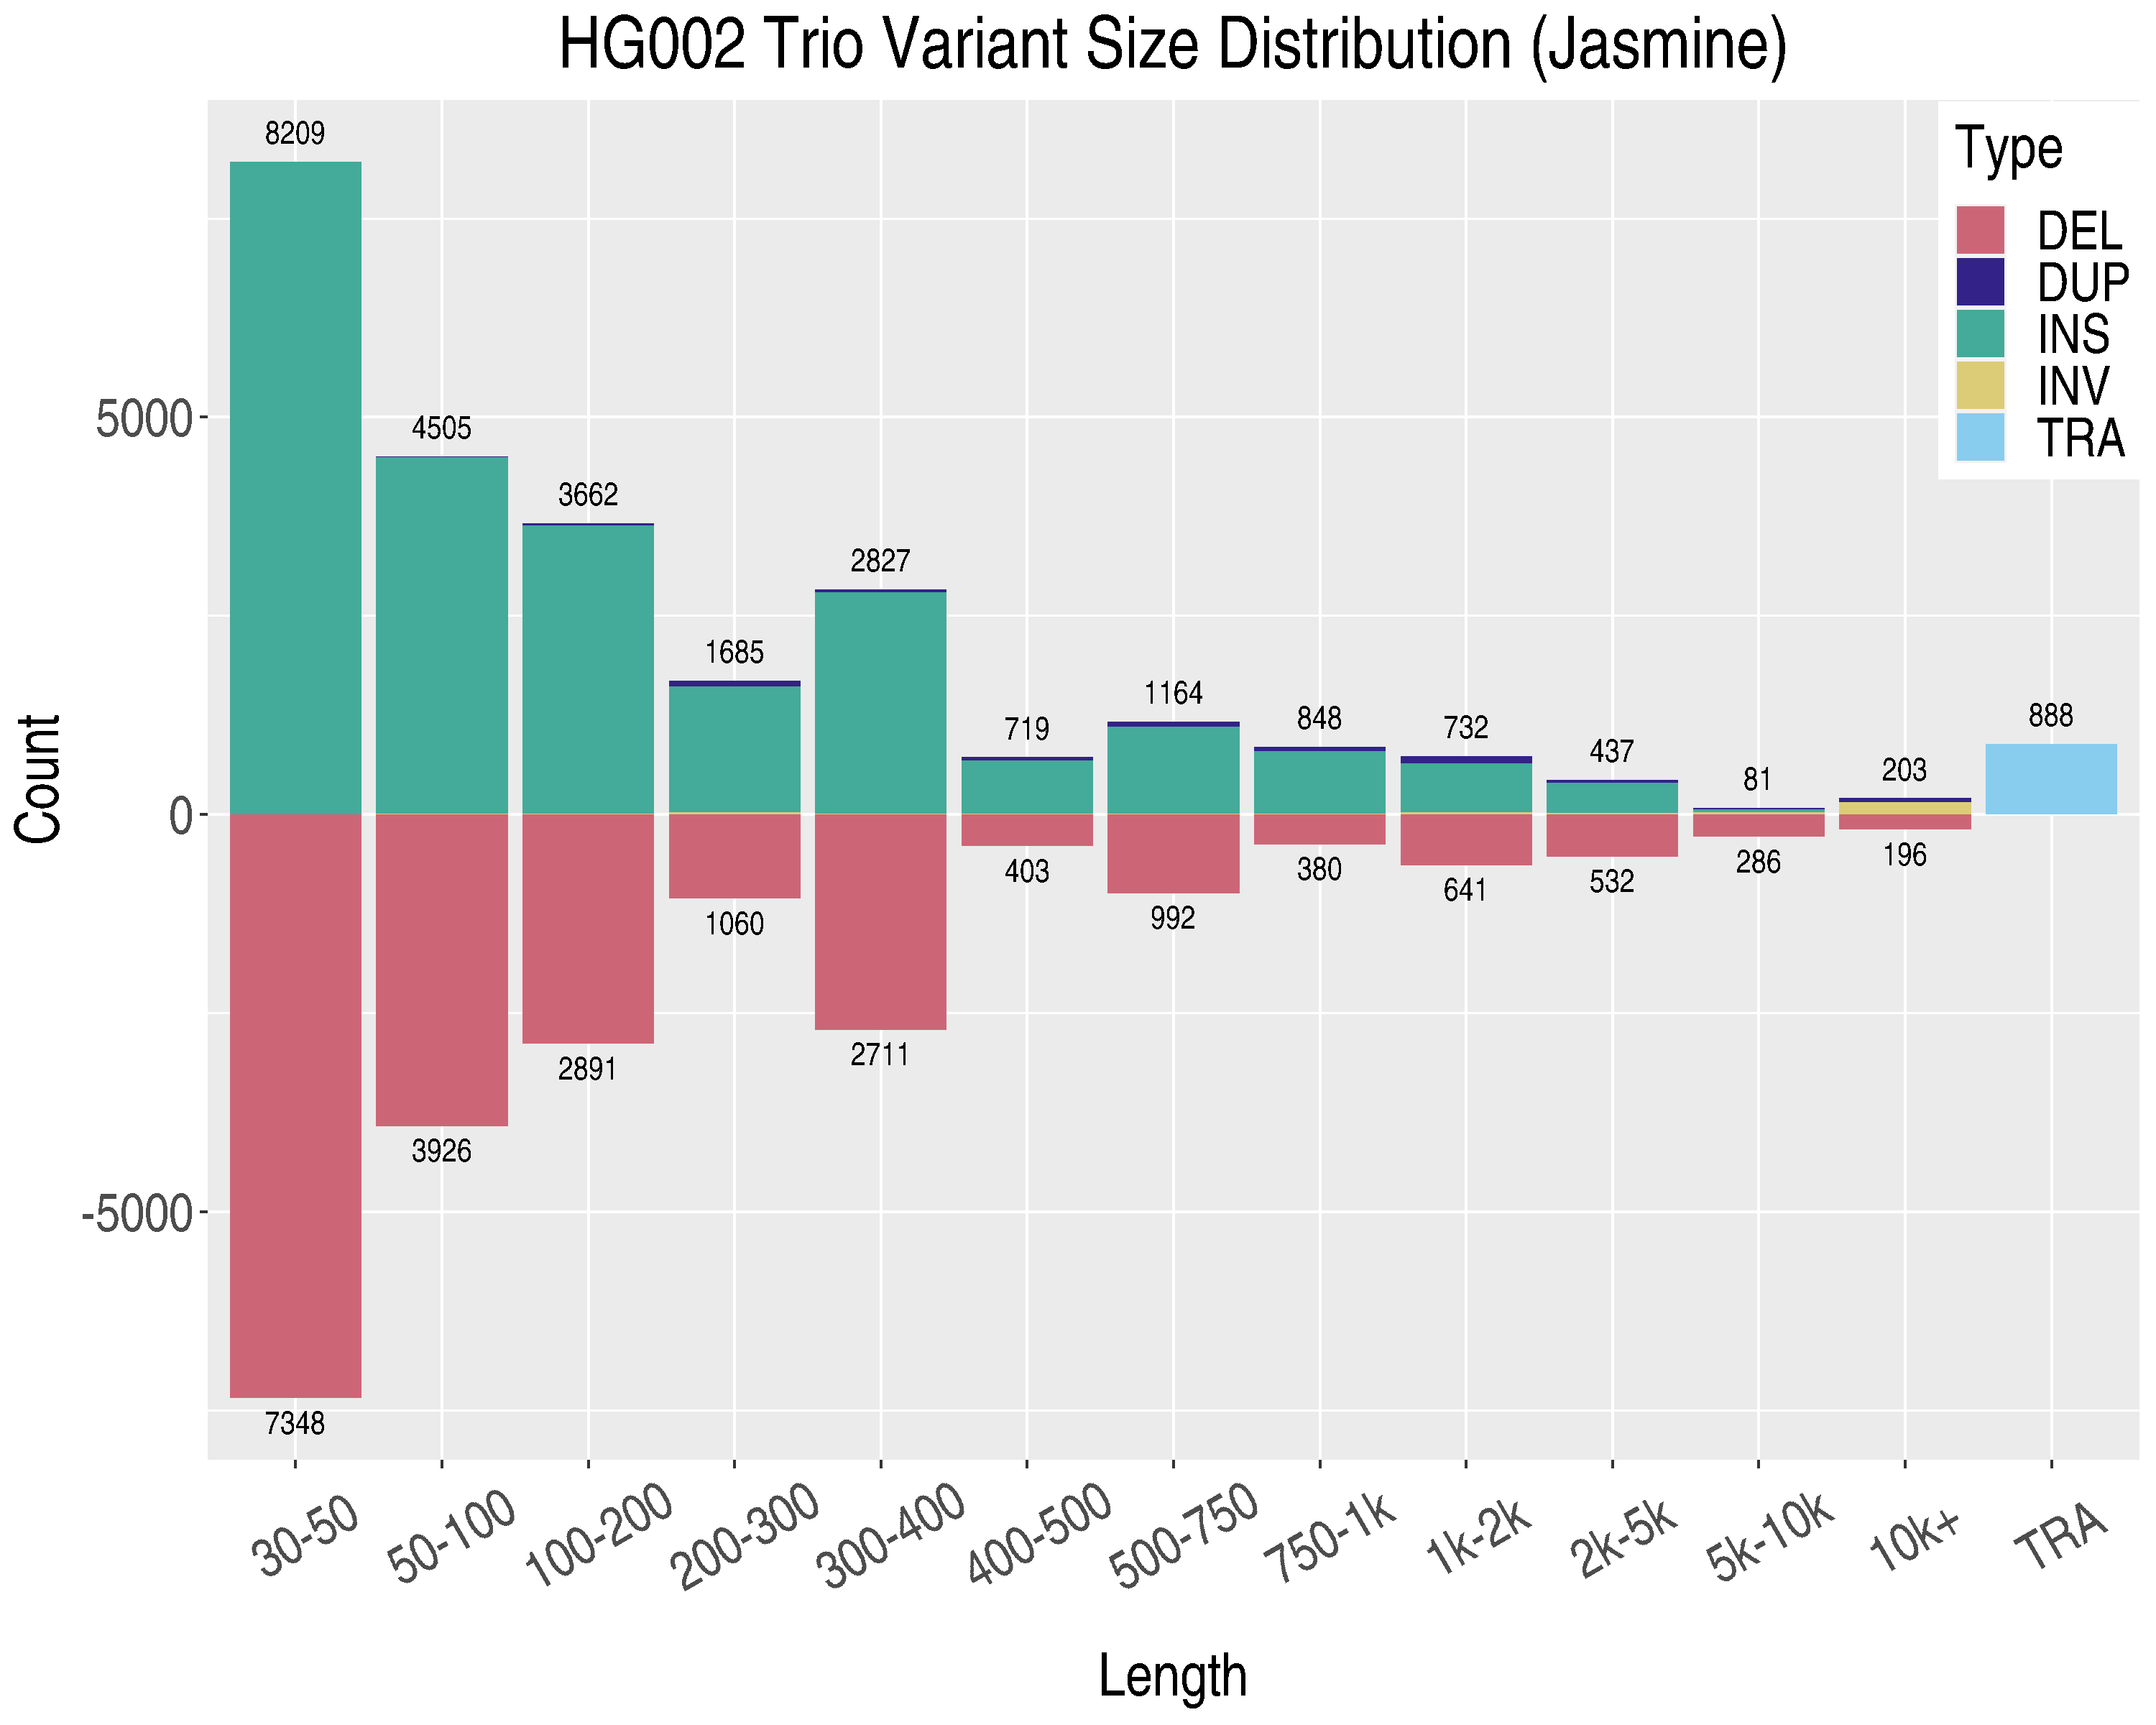 HG002 Trio Variant Size Distribution (Jasmine)
Type
DEL
DUP
INS
INV
TRA
Count
5000
0
-5000
8209
4505
3662
1685
2827
719
1164
848
732
437
81
203
888
7348
3926
2891
1060
2711
403
992
380
641
532
286
196
30-50
50-100
100-200
200-300
300-400
400-500
500-750
750-1k
1k-2k
2k-5k
5k-10k
10k+
TRA
Length